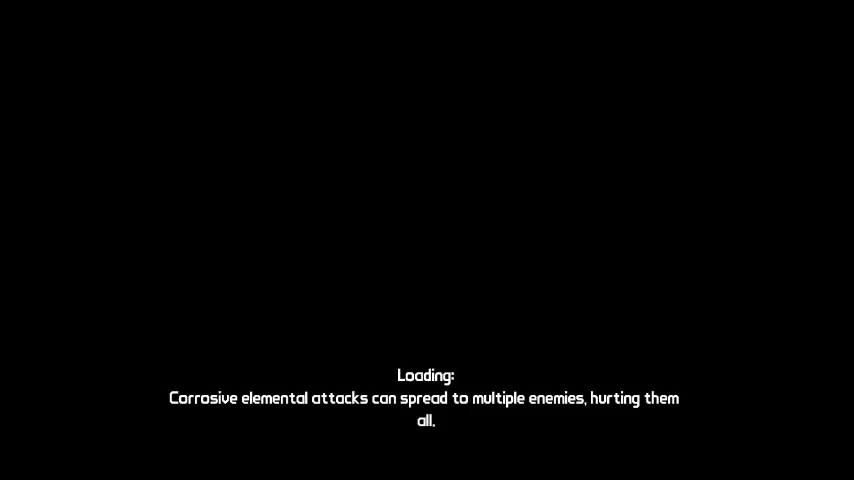 Loading:
Corrosive elemental attacks can spread to multiple enemies, hurting them
all.